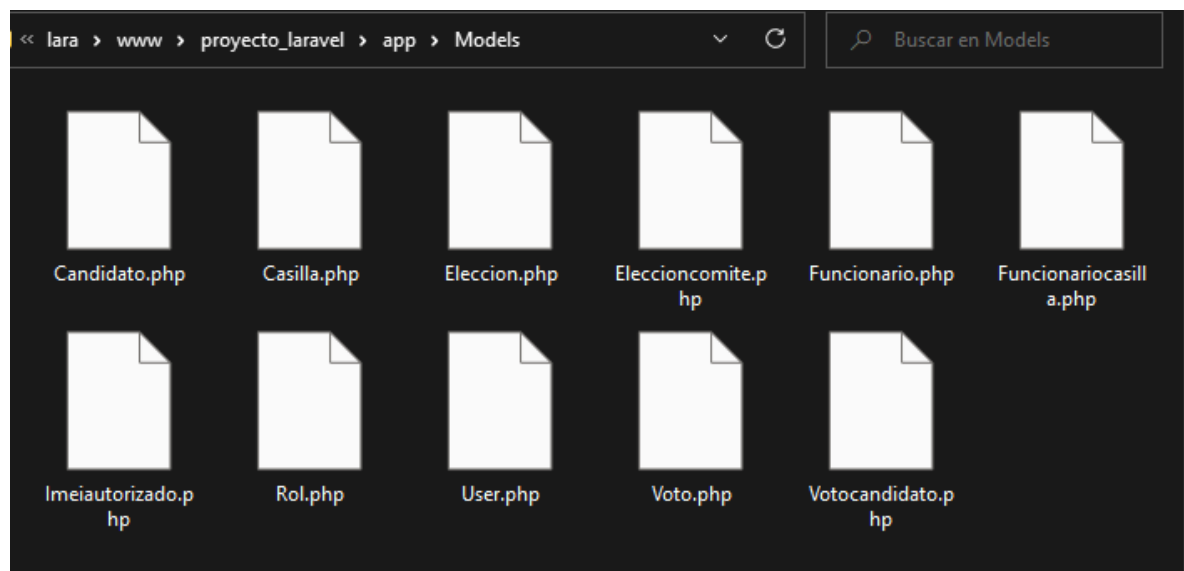 « lara > www > proyecto_laravel > app > Models
Buscar en Models
Candidato.php
Casilla.php
Eleccion.php
Eleccioncomite.p
hp
Funcionario.php
Funcionariocasill
a.php
Imeiautorizado.p
hp
Rol.php
User.php
Voto.php
Votocandidato.p
hp